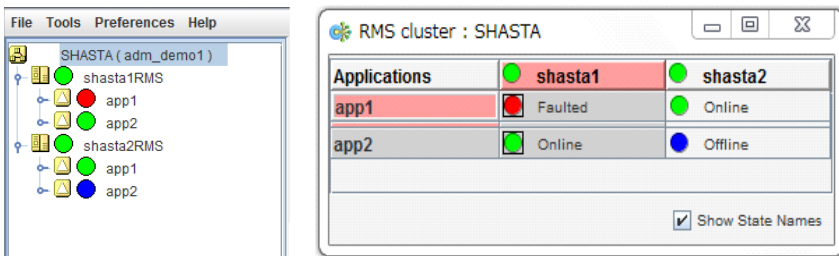 File Tools Preferences Help
SHASTA ( adm_demo1 )
shasta1RMS
app1
app2
shasta2RMS
app1
app2
RMS cluster : SHASTA
Applications shasta1 shasta2
app1 Faulted Online
app2 Online Offline
Show State Names